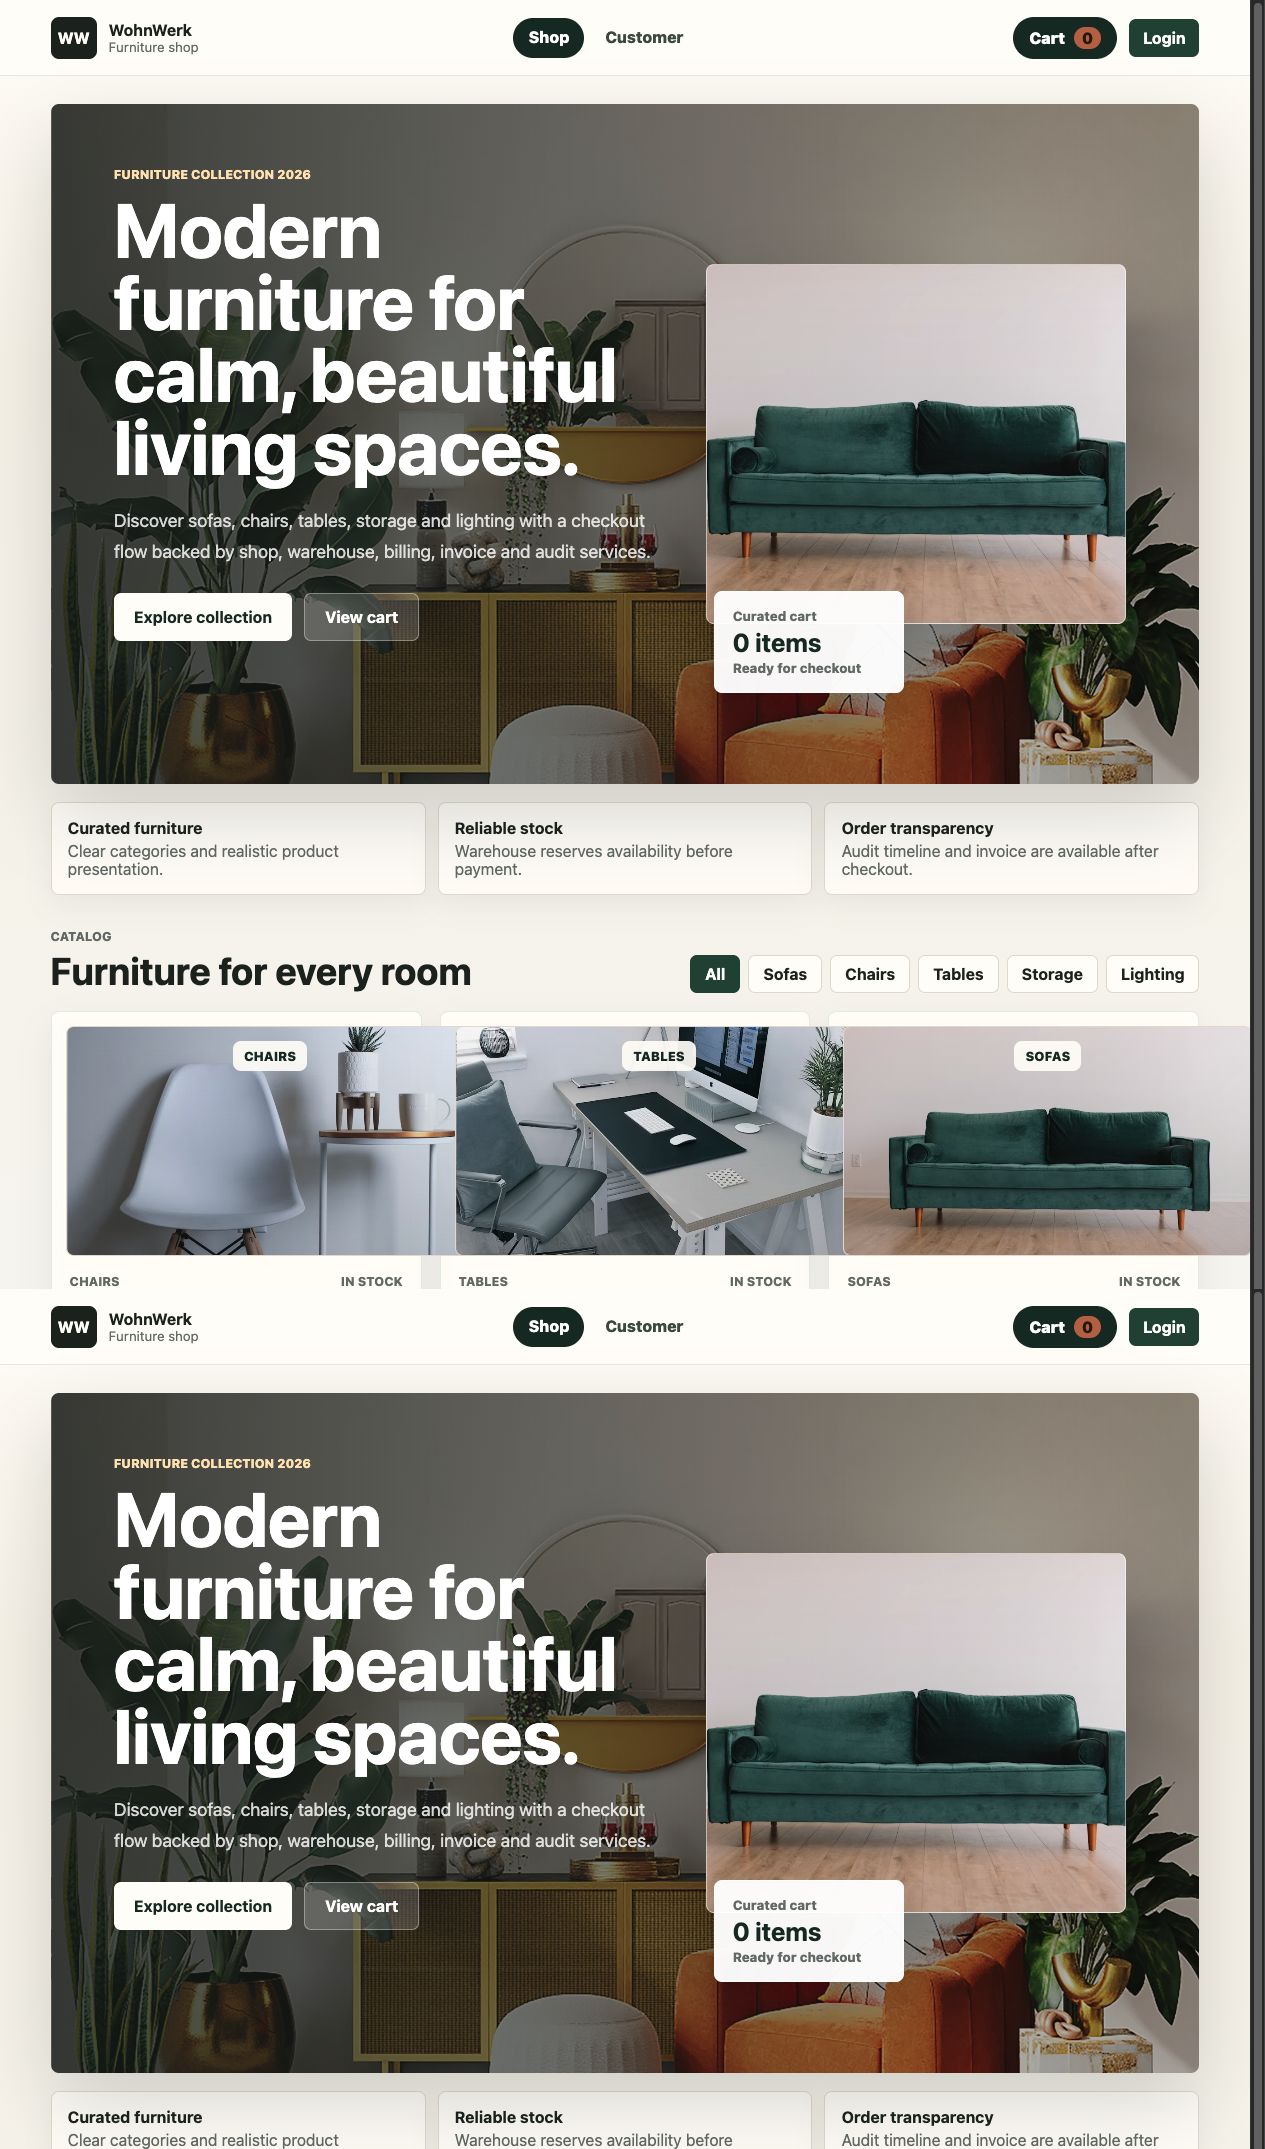 WW
WohnWerk
Furniture shop
Shop
Customer
Cart 0
Login
FURNITURE COLLECTION 2026
Modern
furniture for
calm, beautiful
living spaces.
Discover sofas, chairs, tables, storage and lighting with a checkout
flow backed by shop, warehouse, billing, invoice and audit services.
Explore collection
View cart
Curated cart
0 items
Ready for checkout
Curated furniture
Clear categories and realistic product
presentation.
Reliable stock
Warehouse reserves availability before
payment.
Order transparency
Audit timeline and invoice are available after
checkout.
CATALOG
Furniture for every room
All
Sofas
Chairs
Tables
Storage
Lighting
CHAIRS
TABLES
SOFAS
CHAIRS
IN STOCK
TABLES
IN STOCK
SOFAS
IN STOCK
WW
WohnWerk
Furniture shop
Shop
Customer
Cart 0
Login
FURNITURE COLLECTION 2026
Modern
furniture for
calm, beautiful
living spaces.
Discover sofas, chairs, tables, storage and lighting with a checkout
flow backed by shop, warehouse, billing, invoice and audit services.
Explore collection
View cart
Curated cart
0 items
Ready for checkout
Curated furniture
Clear categories and realistic product
Reliable stock
Warehouse reserves availability before
Order transparency
Audit timeline and invoice are available after